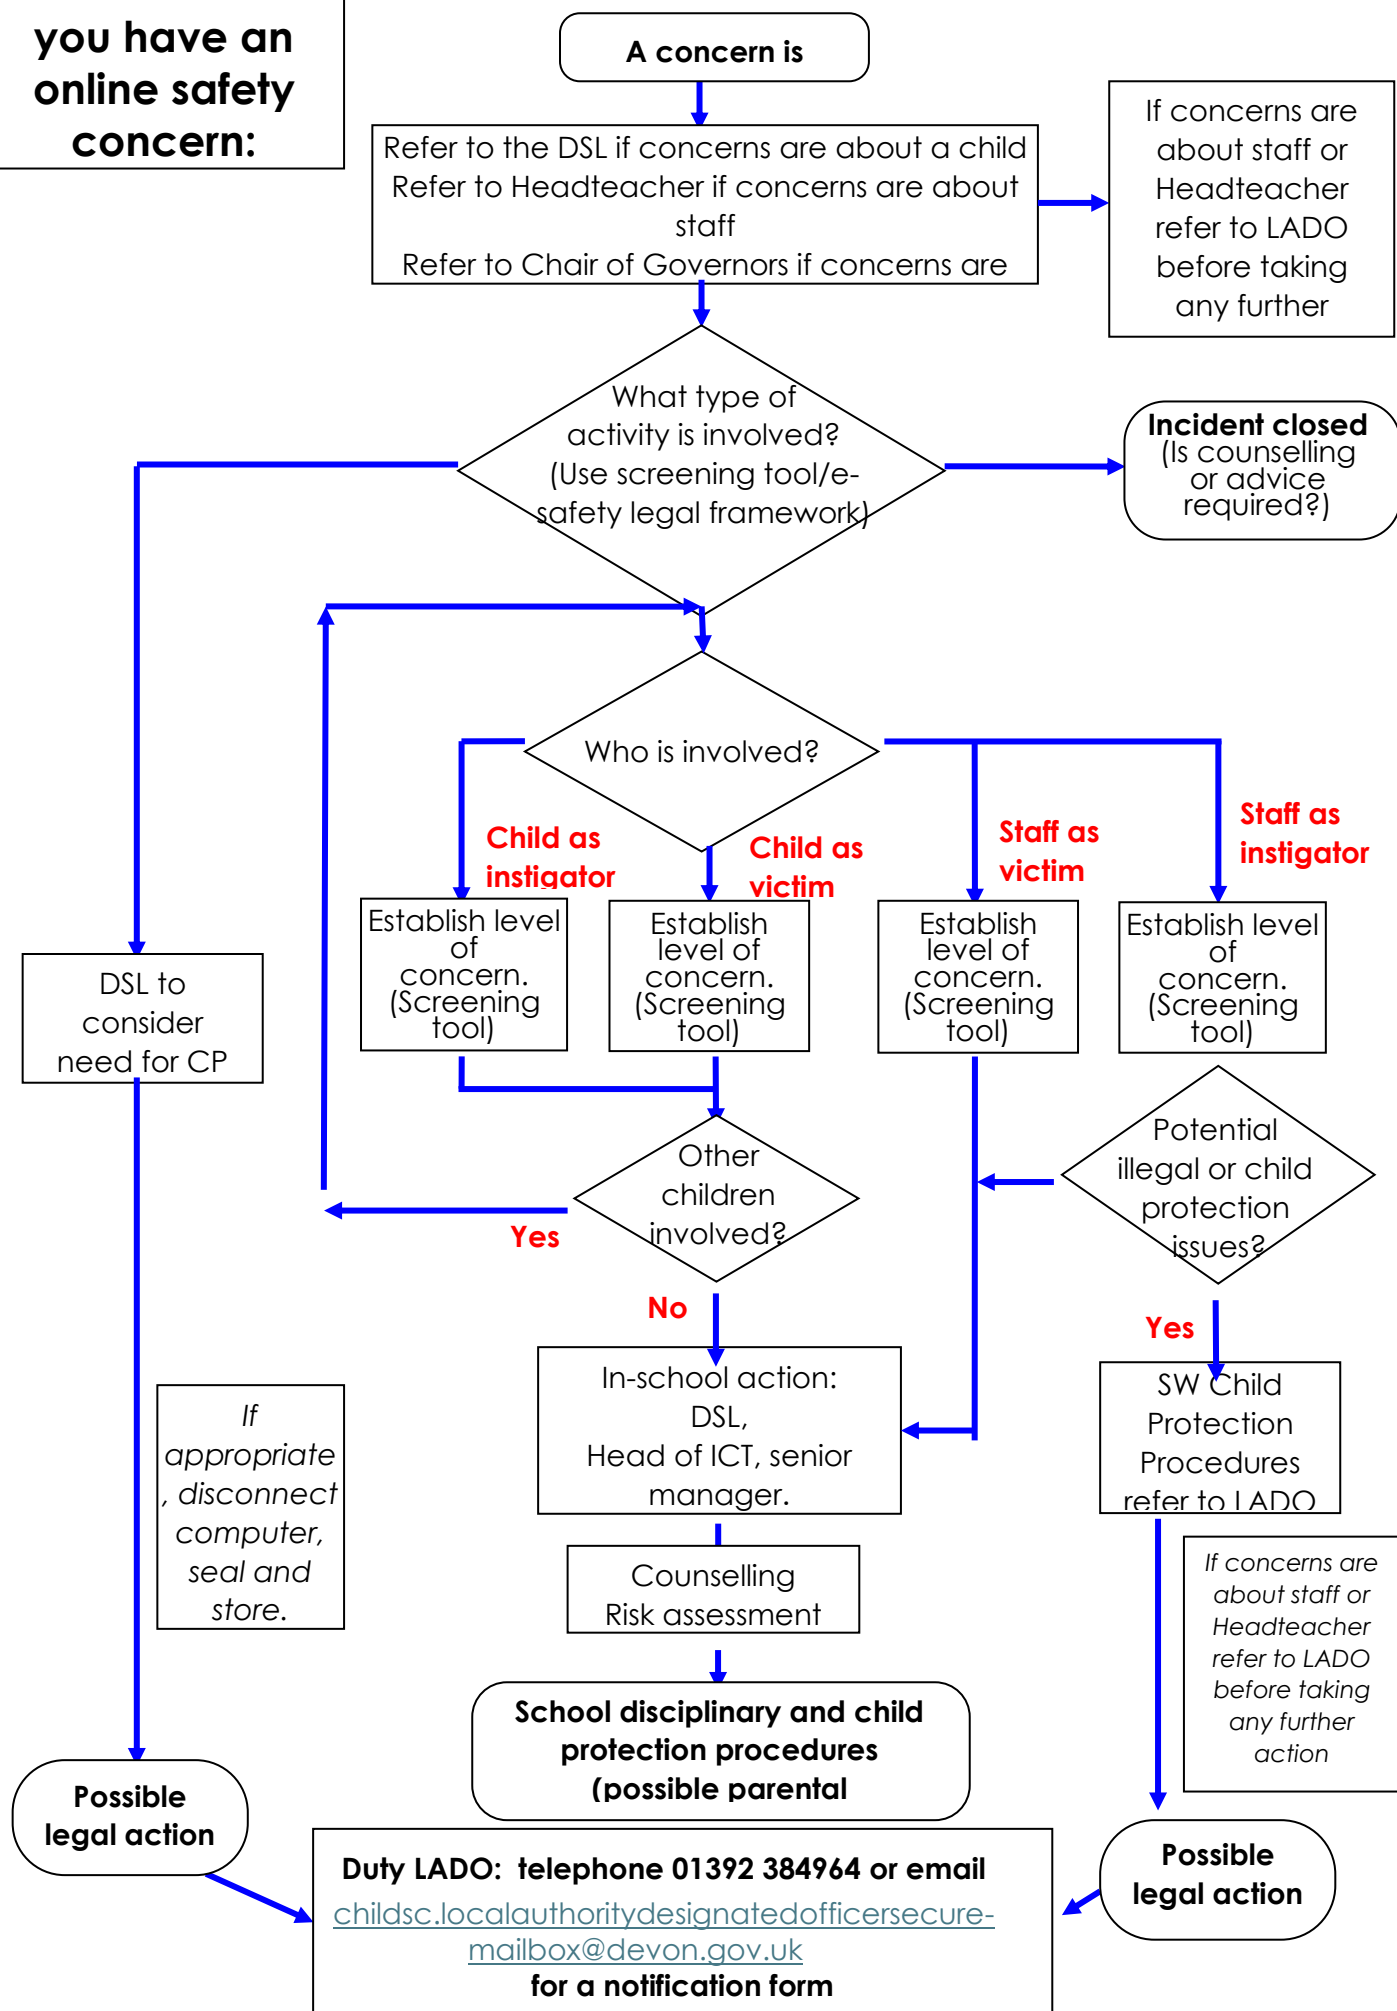 you have an
online safety
concern:
A concern is
Refer to the DSL if concerns are about a child
Refer to Headteacher if concerns are about
staff
Refer to Chair of Governors if concerns are
If concerns are
about staff or
Headteacher
refer to LADO
before taking
any further
What type of
activity is involved?
(Use screening tool/e-
safety legal framework)
Incident closed
(Is counselling
or advice
required?)
Who is involved?
Child as
instigator
Child as
victim
Staff as
victim
Staff as
instigator
Establish level
of
concern.
(Screening
tool)
Establish
level of
concern.
(Screening
tool)
Establish
level of
concern.
(Screening
tool)
Establish level
of
concern.
(Screening
tool)
DSL to
consider
need for CP
Other
children
involved?
Yes
No
Potential
illegal or child
protection
issues?
Yes
In-school action:
DSL,
Head of ICT, senior
manager.
SW Child
Protection
Procedures
refer to LADO
If
appropriate
, disconnect
computer,
seal and
store.
Counselling
Risk assessment
If concerns are
about staff or
Headteacher
refer to LADO
before taking
any further
action
School disciplinary and child
protection procedures
(possible parental
Possible
legal action
Possible
legal action
Duty LADO:  telephone 01392 384964 or email
childsc.localauthoritydesignatedofficersecure-
mailbox@devon.gov.uk
for a notification form